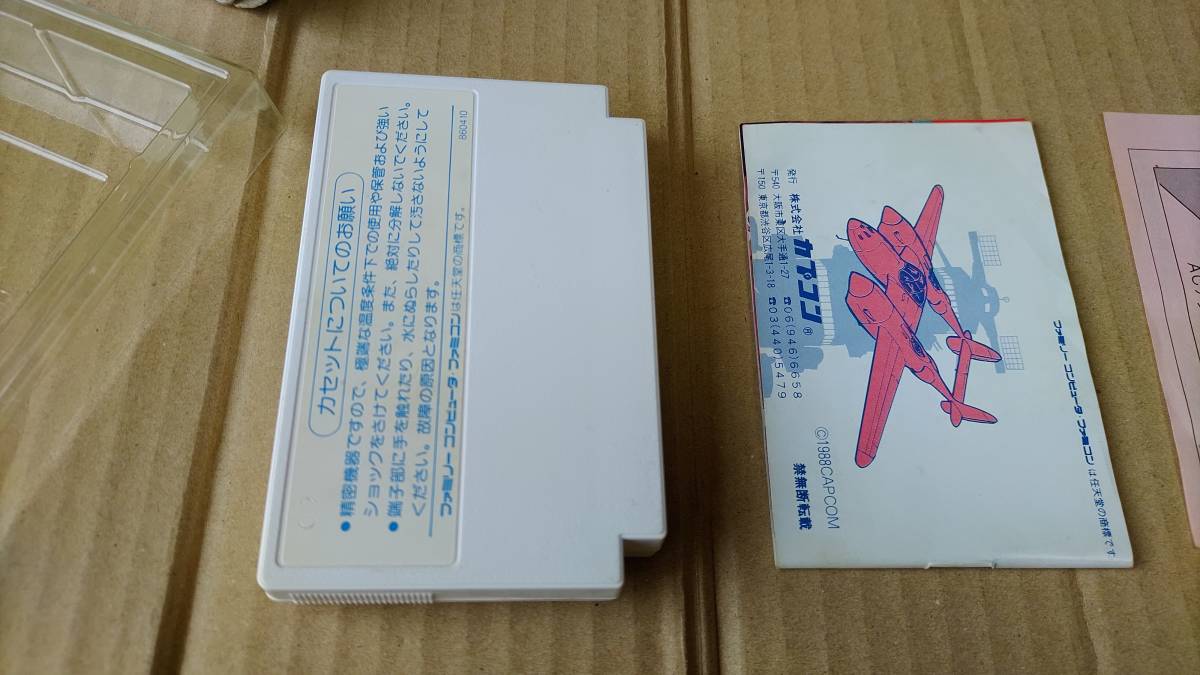 カセットについてのお願い
●精密機器ですので、極端な温度条件下での使用や保管および強い
ショックをさけてください。また、絶対に分解しないでください。
●端子部に手を触れたり、水にぬらしたりして汚さないようにして
ください。故障の原因となります。
ファミリーコンピュータ・ファミコンは任天堂の商標です。
860410
ファミリーコンピュータ・ファミコンは任天堂の商標です
発行 株式会社カプコン®
〒540 大阪市東区大手通1-27 ☎06(946)6658
〒150 東京都渋谷区広尾1-3-18 ☎03(440)5479
©1988CAPCOM
禁無断転載